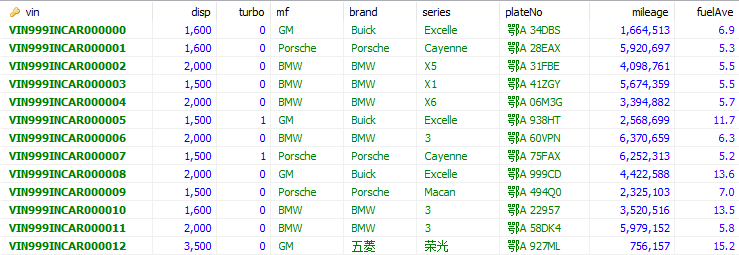 vin disp turbo mf brand series plateNo mileage fuelAve
VIN999INCAR000000 1,600 0 GM Buick Excelle 鄂A 34DBS 1,664,513 6.9
VIN999INCAR000001 1,600 0 Porsche Porsche Cayenne 鄂A 28EAX 5,920,697 5.3
VIN999INCAR000002 2,000 0 BMW BMW X5 鄂A 31FBE 4,098,761 5.5
VIN999INCAR000003 1,500 0 BMW BMW X1 鄂A 41ZGY 5,674,359 5.5
VIN999INCAR000004 2,000 0 BMW BMW X6 鄂A 06M3G 3,394,882 5.7
VIN999INCAR000005 1,500 1 GM Buick Excelle 鄂A 938HT 2,568,699 11.7
VIN999INCAR000006 2,000 0 BMW BMW 3 鄂A 60VPN 6,370,659 6.3
VIN999INCAR000007 1,500 1 Porsche Porsche Cayenne 鄂A 75FAX 6,252,313 5.2
VIN999INCAR000008 2,000 0 GM Buick Excelle 鄂A 999CD 4,422,588 13.6
VIN999INCAR000009 1,500 0 Porsche Porsche Macan 鄂A 494Q0 2,325,103 7.0
VIN999INCAR000010 1,600 0 BMW BMW 3 鄂A 22957 3,520,516 13.5
VIN999INCAR000011 2,000 0 BMW BMW 3 鄂A 58DK4 5,979,152 5.8
VIN999INCAR000012 3,500 0 GM 五菱 荣光 鄂A 927ML 756,157 15.2